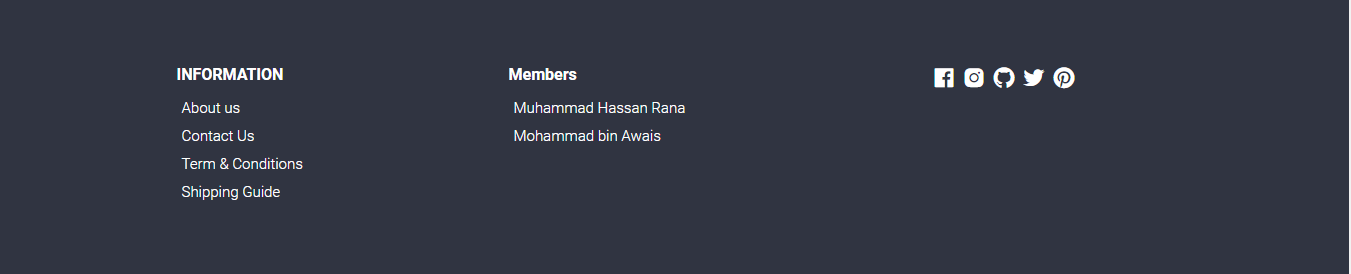 INFORMATION
About us
Contact Us
Term & Conditions
Shipping Guide
Members
Muhammad Hassan Rana
Mohammad bin Awais